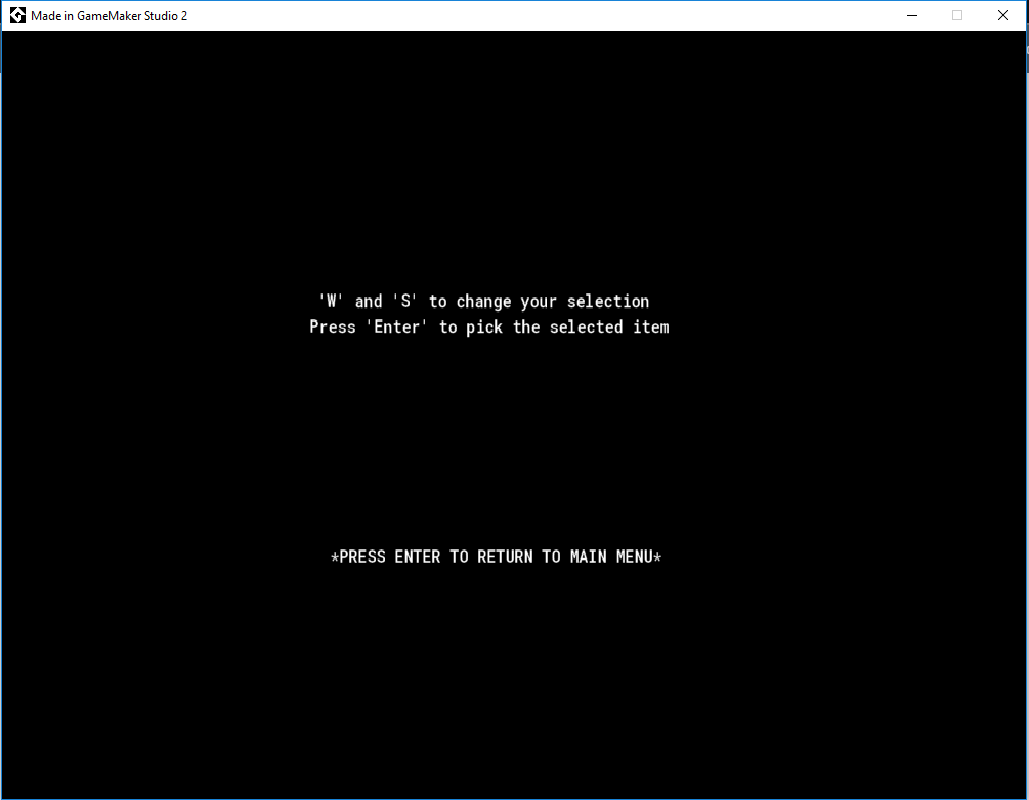 Made in GameMaker Studio 2
'W' and 'S' to change your selection
Press 'Enter' to pick the selected item
*PRESS ENTER TO RETURN TO MAIN MENU*